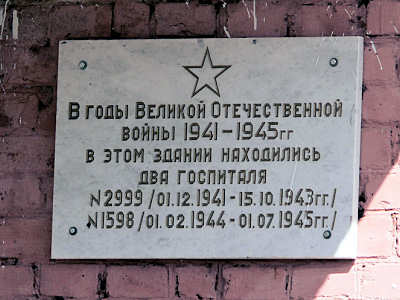 В годы Великой Отечественной
войны 1941-1945гг
в этом здании находились
два госпиталя
N2999 /01.12.1941-15.10.1943гг./
N1598 /01.02.1944-01.07.1945гг./